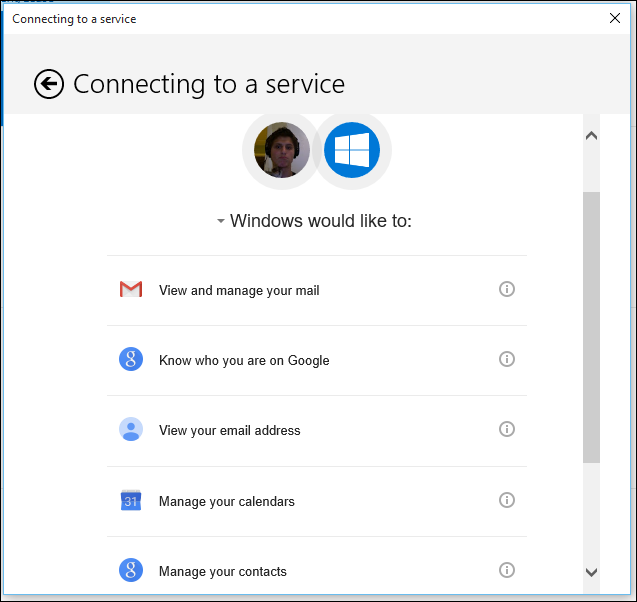 Connecting to a service
Connecting to a service
Windows would like to:
View and manage your mail
Know who you are on Google
View your email address
31
Manage your calendars
Manage your contacts